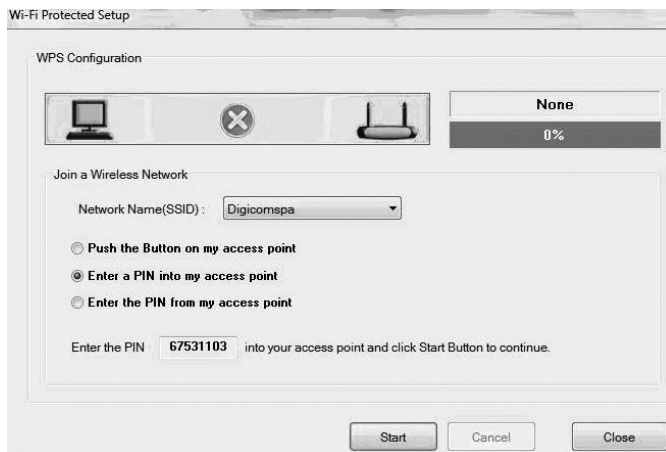 Wi-Fi Protected Setup
WPS Configuration
None
0%
Join a Wireless Network
Network Name(SSID) : Digicomspa
Push the Button on my access point
Enter a PIN into my access point
Enter the PIN from my access point
Enter the PIN 67531103 into your access point and click Start Button to continue.
Start Cancel Close